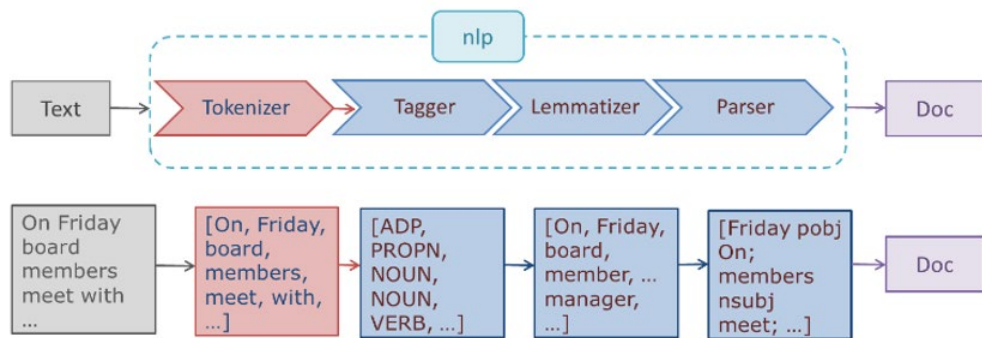 nlp
Text
Tokenizer
Tagger
Lemmatizer
Parser
Doc
On Friday
board
members
meet with
...
[On, Friday,
board,
members,
meet, with,
...]
[ADP,
PROPN,
NOUN,
NOUN,
VERB, ...]
[On, Friday,
board,
member, ...
manager,
...]
[Friday pobj
On;
members
nsubj
meet; ...]
Doc